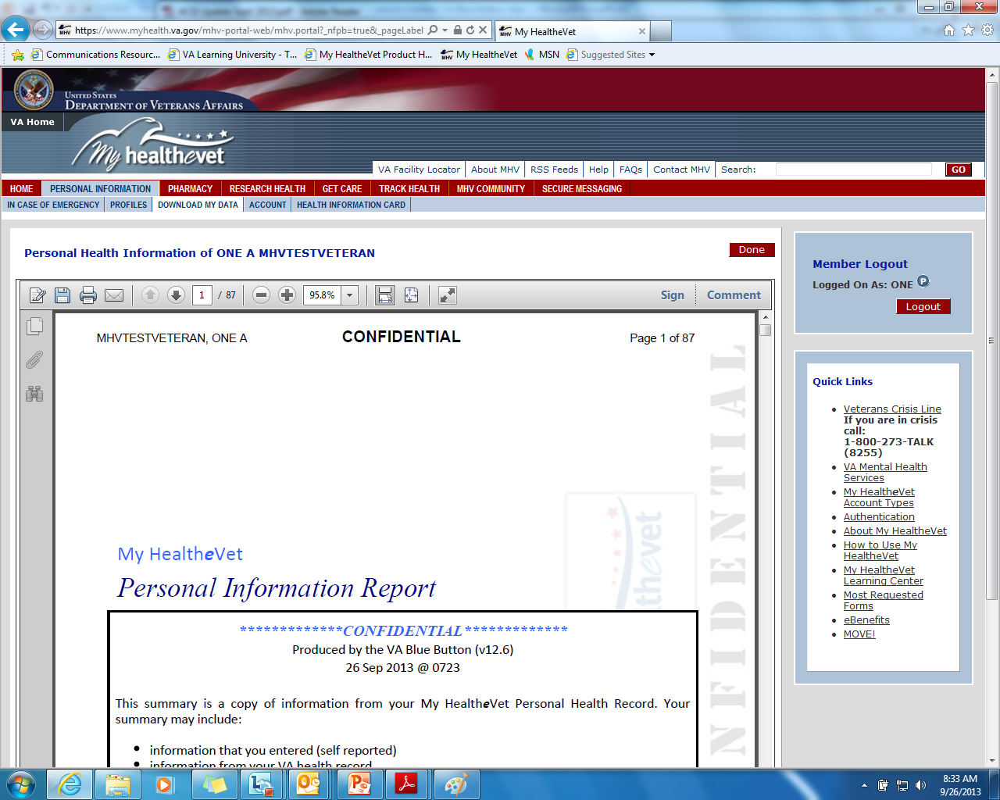 https://www.myhealth.va.gov/mhv-portal-web/mhv.portal?_nfpb=true&_pageLabel
MHV My HealtheVet
Communications Resourc...
VA Learning University - T...
My HealtheVet Product H...
My HealtheVet
MSN
Suggested Sites
UNITED STATES
DEPARTMENT OF VETERANS AFFAIRS
VA Home
My healthevet
VA Facility Locator
About MHV
RSS Feeds
Help
FAQs
Contact MHV
Search:
GO
HOME
PERSONAL INFORMATION
PHARMACY
RESEARCH HEALTH
GET CARE
TRACK HEALTH
MHV COMMUNITY
SECURE MESSAGING
IN CASE OF EMERGENCY
PROFILES
DOWNLOAD MY DATA
ACCOUNT
HEALTH INFORMATION CARD
Personal Health Information of ONE A MHVTESTVETERAN
Done
1 / 87
95.8%
Sign
Comment
MHVTESTVETERAN, ONE A
CONFIDENTIAL
Page 1 of 87
NFIDENTIAL
healthevet
My HealtheVet
Personal Information Report
*************CONFIDENTIAL*************
Produced by the VA Blue Button (v12.6)
26 Sep 2013 @ 0723
This summary is a copy of information from your My HealtheVet Personal Health Record. Your
summary may include:
• information that you entered (self reported)
• information from your VA health record
Member Logout
Logged On As: ONE P
Logout
Quick Links
• Veterans Crisis Line
If you are in crisis
call:
1-800-273-TALK
(8255)
• VA Mental Health
Services
• My HealtheVet
Account Types
• Authentication
• About My HealtheVet
• How to Use My
HealtheVet
• My HealtheVet
Learning Center
• Most Requested
Forms
• eBenefits
• MOVE!
8:33 AM
9/26/2013